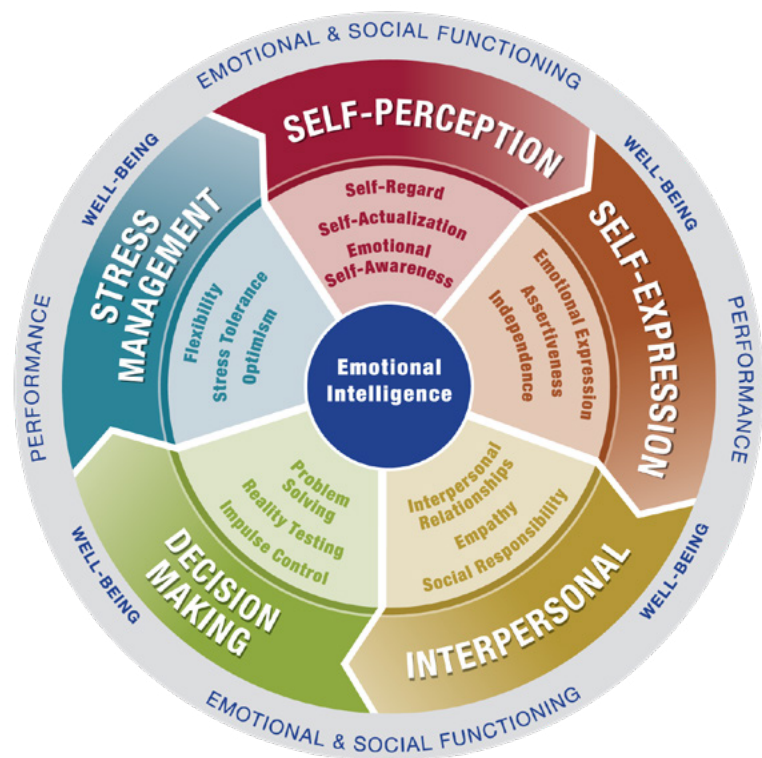 EMOTIONAL & SOCIAL FUNCTIONING
WELL-BEING
WELL-BEING
PERFORMANCE
PERFORMANCE
SELF-PERCEPTION
Self-Regard
Self-Actualization
Emotional
Self-Awareness
SELF-EXPRESSION
Emotional Expression
Assertiveness
Independence
INTERPERSONAL
Interpersonal
Relationships
Empathy
Social Responsibility
DECISION
MAKING
Problem
Solving
Reality Testing
Impulse Control
STRESS
MANAGEMENT
Flexibility
Stress Tolerance
Optimism
Emotional
Intelligence
WELL-BEING
WELL-BEING
EMOTIONAL & SOCIAL FUNCTIONING